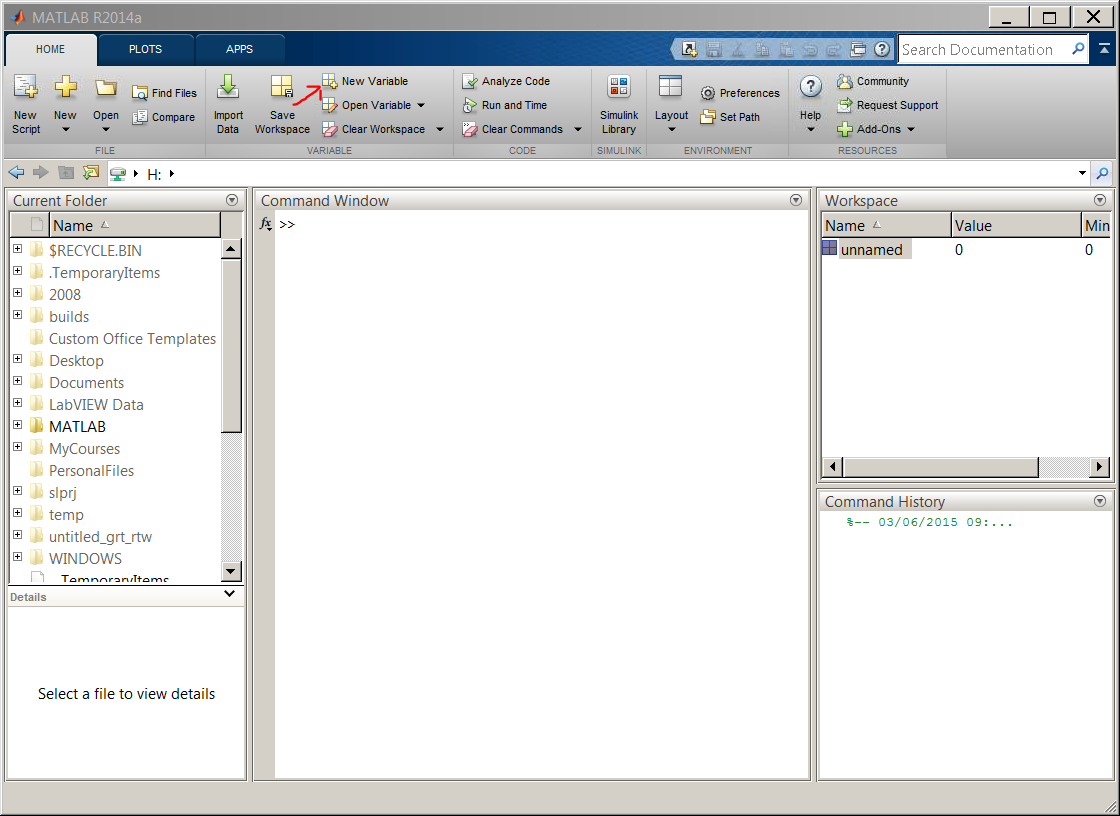 MATLAB R2014a
HOME PLOTS APPS
Search Documentation
New Script
New
Open
Find Files
Compare
FILE
Import Data
Save Workspace
New Variable
Open Variable
Clear Workspace
VARIABLE
Analyze Code
Run and Time
Clear Commands
CODE
Simulink Library
SIMULINK
Layout
Preferences
Set Path
ENVIRONMENT
Help
Community
Request Support
Add-Ons
RESOURCES
H:
Current Folder
Name
$RECYCLE.BIN
.TemporaryItems
2008
builds
Custom Office Templates
Desktop
Documents
LabVIEW Data
MATLAB
MyCourses
PersonalFiles
slprj
temp
untitled_grt_rtw
WINDOWS
._.TemporaryItems
Details
Select a file to view details
Command Window
fx >>
Workspace
Name Value Min
unnamed 0 0
Command History
%-- 03/06/2015 09:...